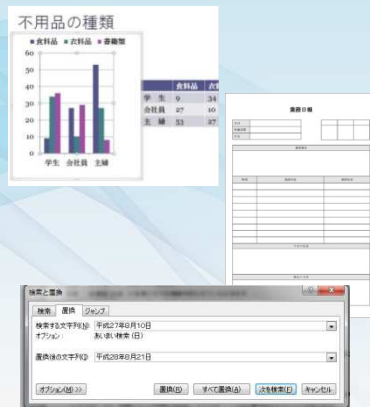 不用品の種類
食料品 衣料品 書籍類
60
50
40
30
20
10
0
学生 会社員 主婦
食料品
学 生 9 34
会社員 27 10
主 婦 53 27
業務日報
検索と置換
検索 置換 ジャンプ
検索する文字列(N): 平成27年8月10日
オプション: あいまい検索 (日)
置換後の文字列(I): 平成28年8月21日
オプション(M) >> 置換(R) すべて置換(A) 次を検索(F) キャンセル